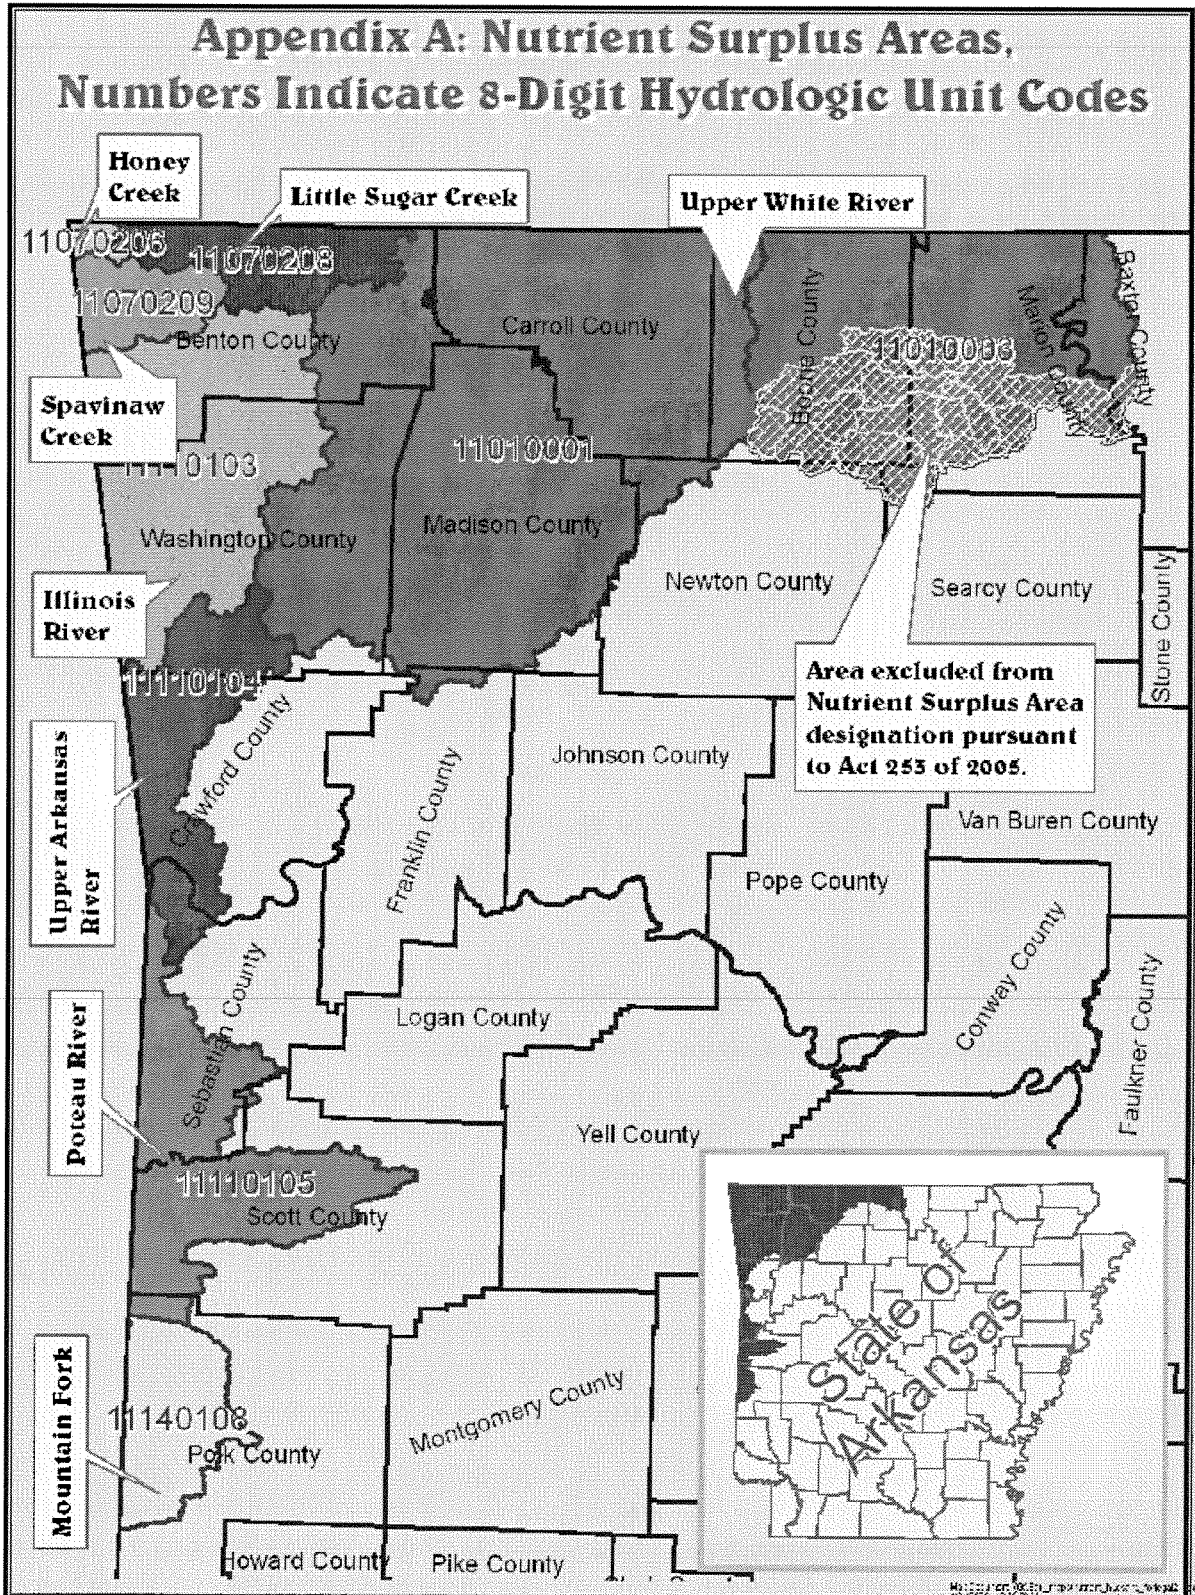 Appendix A: Nutrient Surplus Areas,
Numbers Indicate 8-Digit Hydrologic Unit Codes
Honey
Creek
Little Sugar Creek
Upper White River
11070206
11070208
11070209
Benton County
Carroll County
Boone County
Marion County
Baxter County
11010003
Spavinaw
Creek
11110103
11010001
Washington County
Madison County
Newton County
Searcy County
Stone County
Illinois
River
11110104
Area excluded from
Nutrient Surplus Area
designation pursuant
to Act 253 of 2005.
Upper Arkansas
River
Crawford County
Franklin County
Johnson County
Pope County
Van Buren County
Conway County
Faulkner County
Poteau River
Sebastian County
Logan County
Yell County
11110105
Scott County
State of
Arkansas
Mountain Fork
11140108
Polk County
Montgomery County
Howard County
Pike County